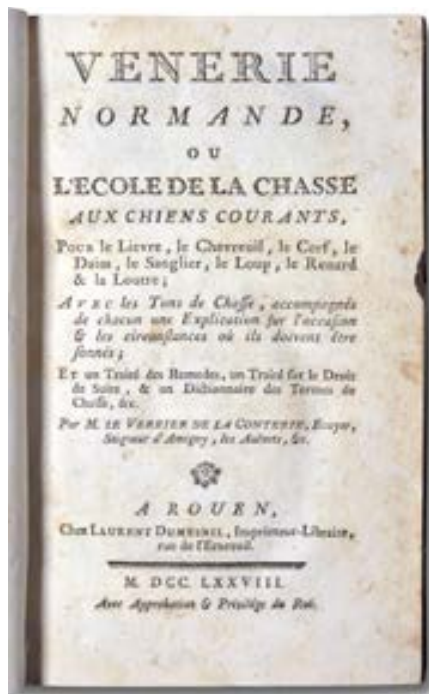 VENERIE
NORMANDE,
OU
L'ECOLE DE LA CHASSE
AUX CHIENS COURANTS,
POUR le Lievre, le Chevreuil, le Cerf, le
Daim, le Sanglier, le Loup, le Renard
& la Loutre;
AVEC les Tons de Chasse, accompagnés
de chacun une Explication sur l'occasion
& les circonstances où ils doivent être
sonnés;
ET un Traité des Remedes, un Traité sur le Droit
de Suite, & un Dictionnaire des Termes de
Chasse, &c.
Par M. LE VERRIER DE LA CONTERIE, Ecuyer,
Seigneur d'Amigny, les Aulnets, &c.
A ROUEN,
Chez LAURENT DUMESNIL, Imprimeur-Libraire,
rue de l'Ecureuil.
M. DCC. LXXVIII.
Avec Approbation & Privilége du Roi.